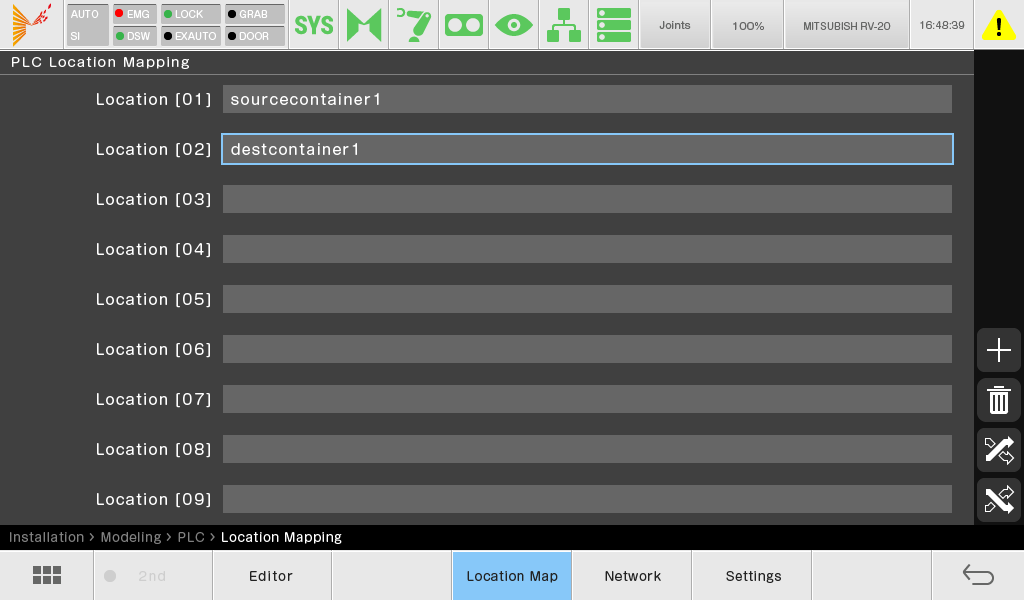 AUTO
SI
EMG
DSW
LOCK
EXAUTO
GRAB
DOOR
SYS
Joints
100%
MITSUBISH RV-20
16:48:39
PLC Location Mapping
Location [01] sourcecontainer1
Location [02] destcontainer1
Location [03]
Location [04]
Location [05]
Location [06]
Location [07]
Location [08]
Location [09]
Installation > Modeling > PLC > Location Mapping
2nd
Editor
Location Map
Network
Settings